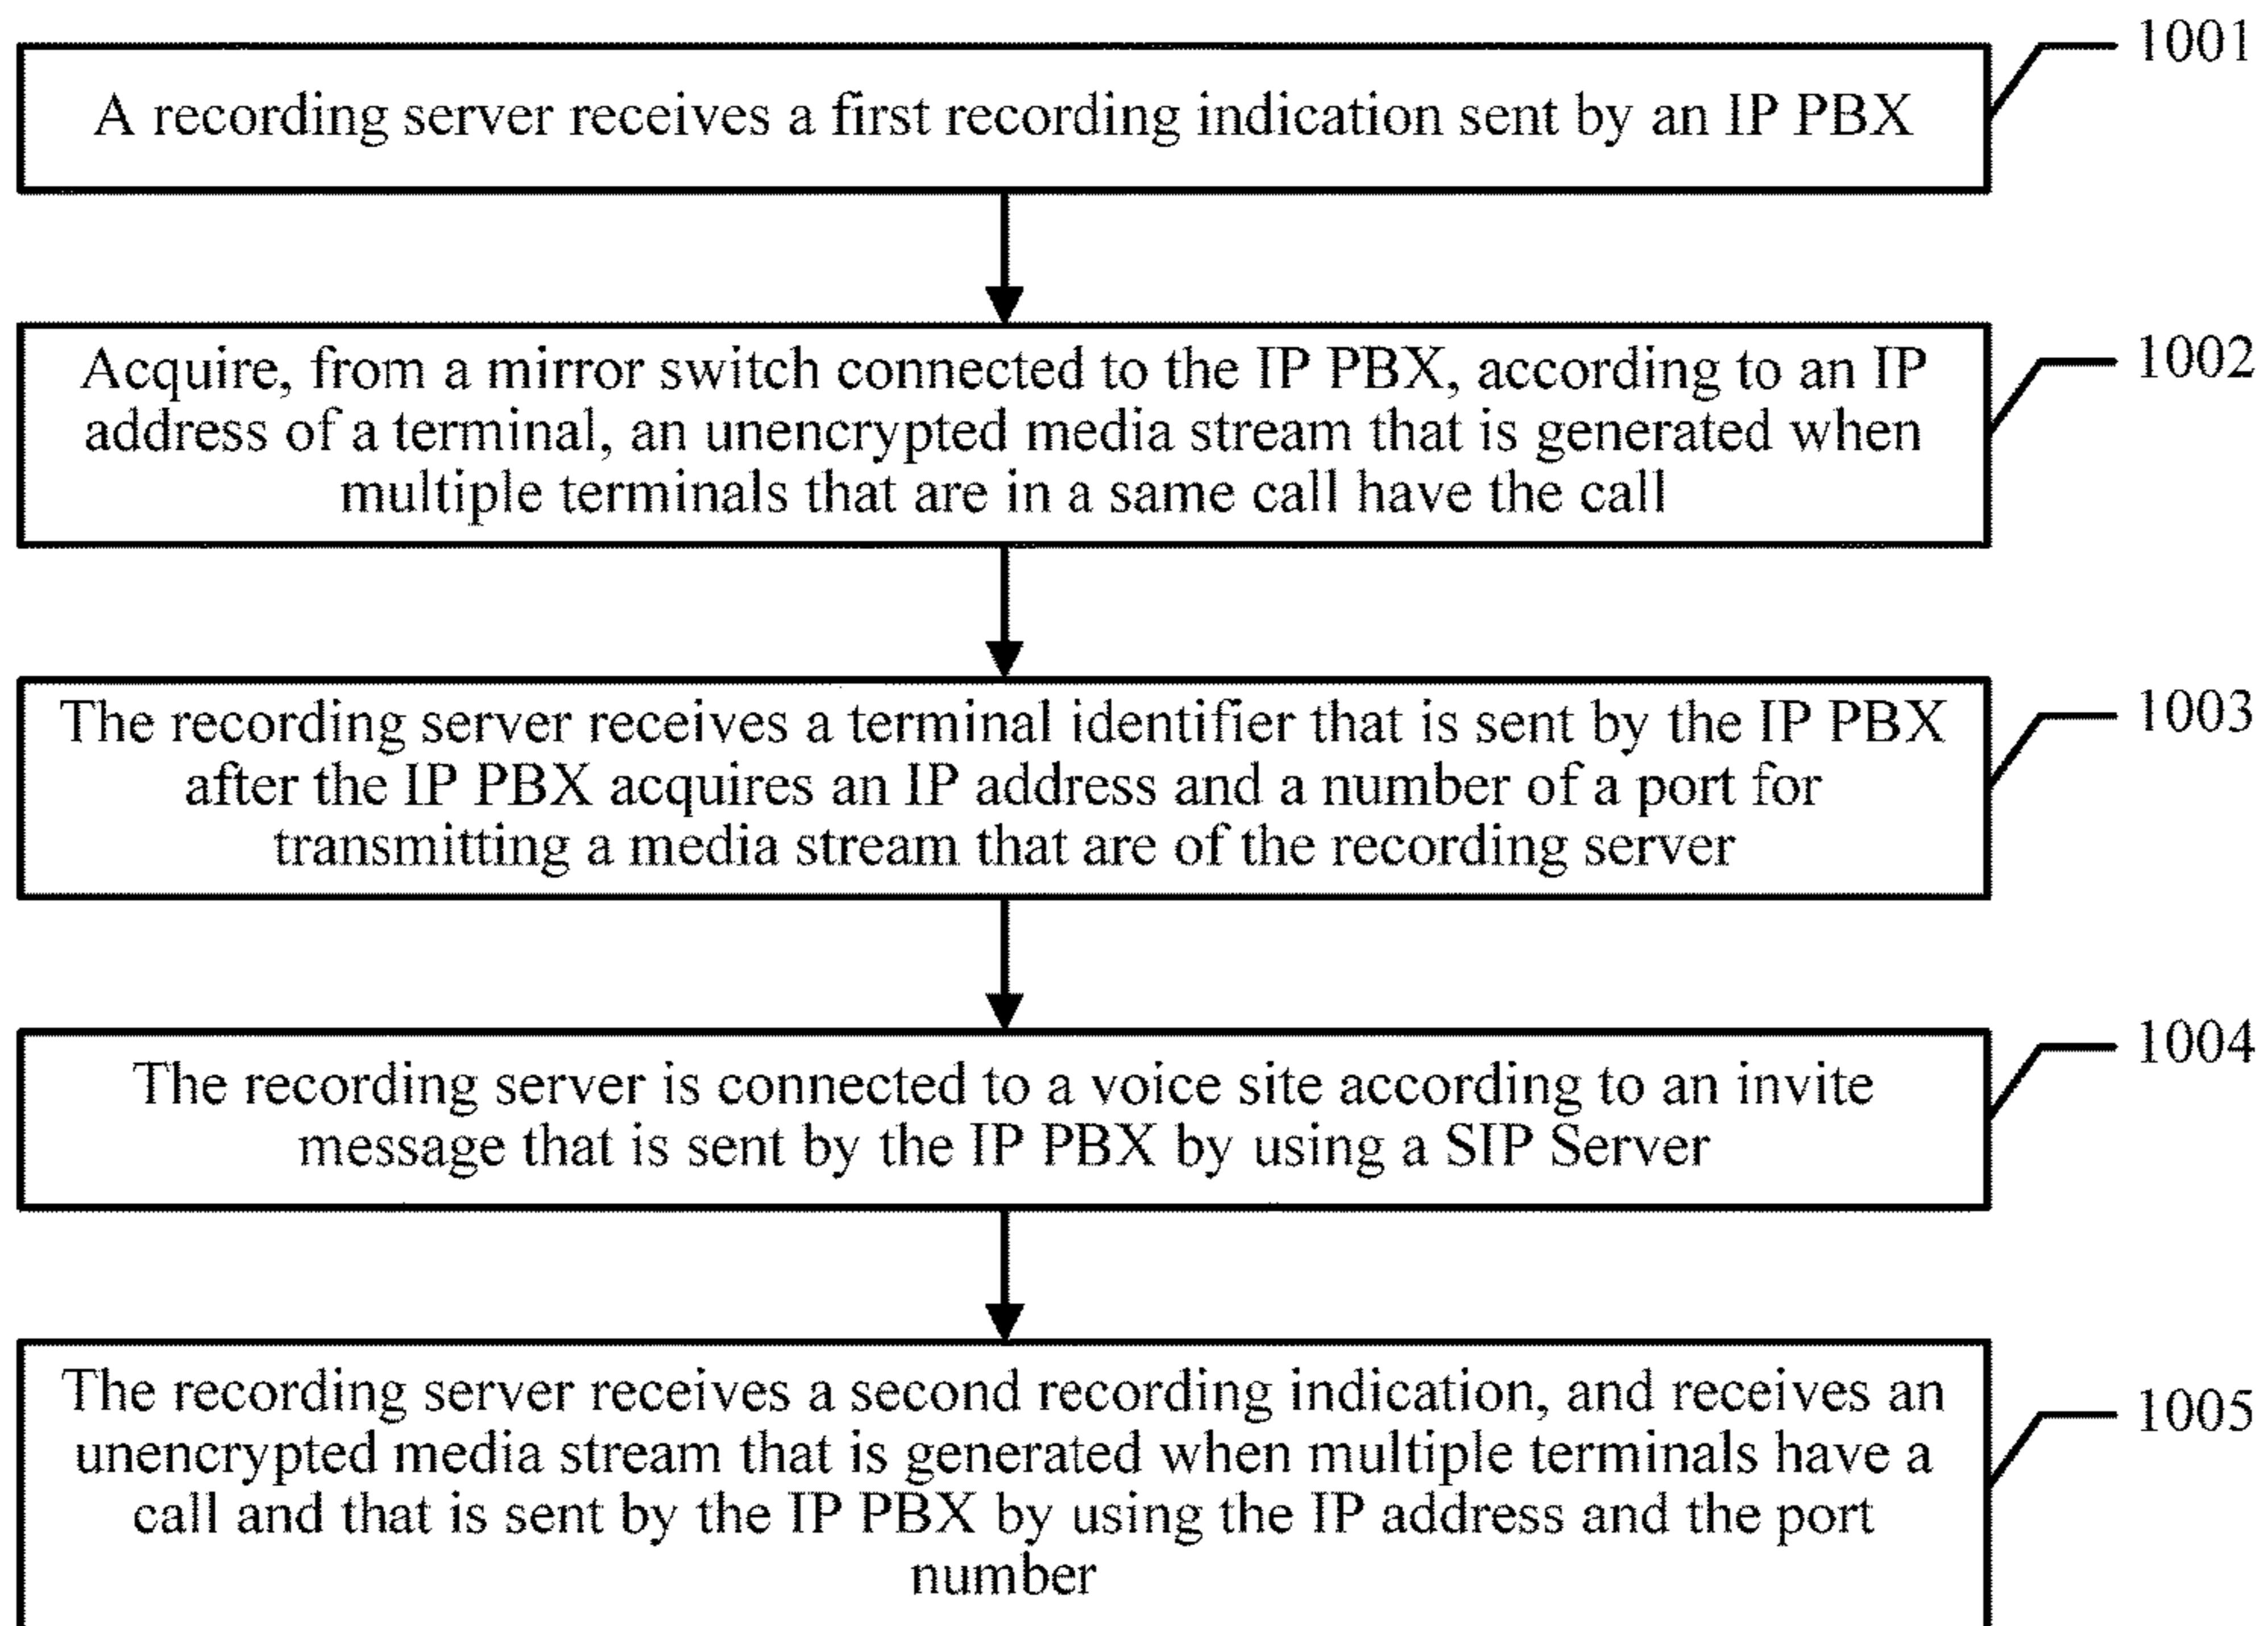 1001
A recording server receives a first recording indication sent by an IP PBX
1002
Acquire, from a mirror switch connected to the IP PBX, according to an IP
address of a terminal, an unencrypted media stream that is generated when
multiple terminals that are in a same call have the call
1003
The recording server receives a terminal identifier that is sent by the IP PBX
after the IP PBX acquires an IP address and a number of a port for
transmitting a media stream that are of the recording server
1004
The recording server is connected to a voice site according to an invite
message that is sent by the IP PBX by using a SIP Server
1005
The recording server receives a second recording indication, and receives an
unencrypted media stream that is generated when multiple terminals have a
call and that is sent by the IP PBX by using the IP address and the port
number